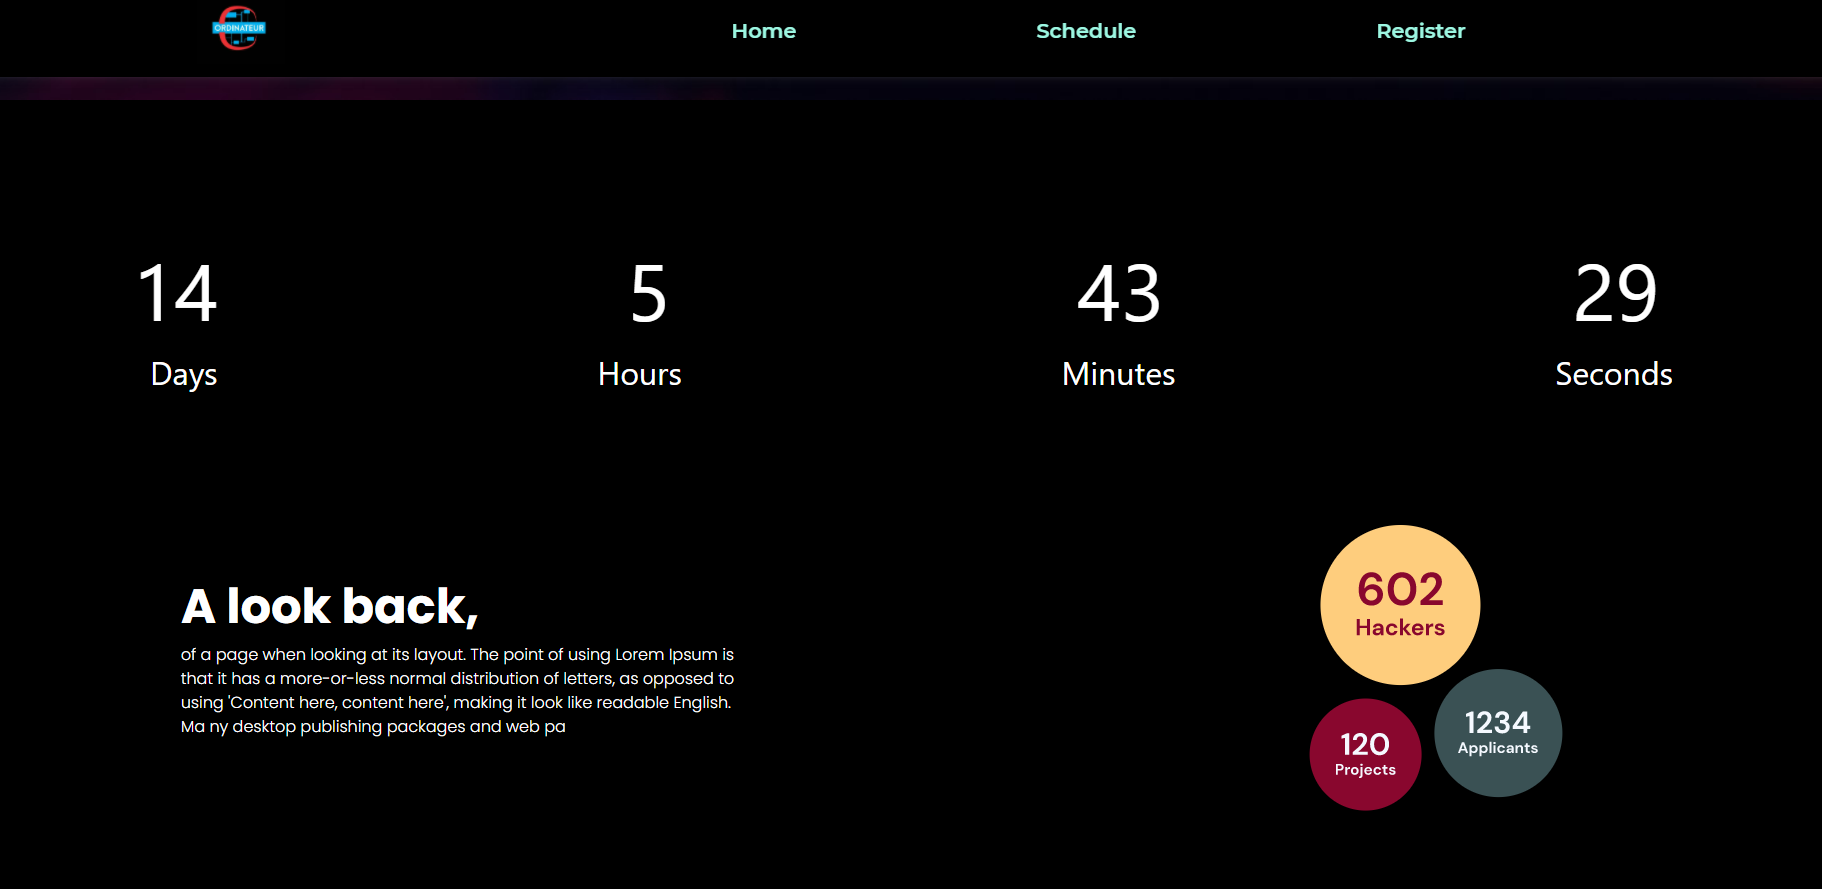 ORDINATEUR
Home Schedule Register
14 5 43 29
Days Hours Minutes Seconds
A look back,
of a page when looking at its layout. The point of using Lorem Ipsum is
that it has a more-or-less normal distribution of letters, as opposed to
using 'Content here, content here', making it look like readable English.
Ma ny desktop publishing packages and web pa
602
Hackers
1234
Applicants
120
Projects